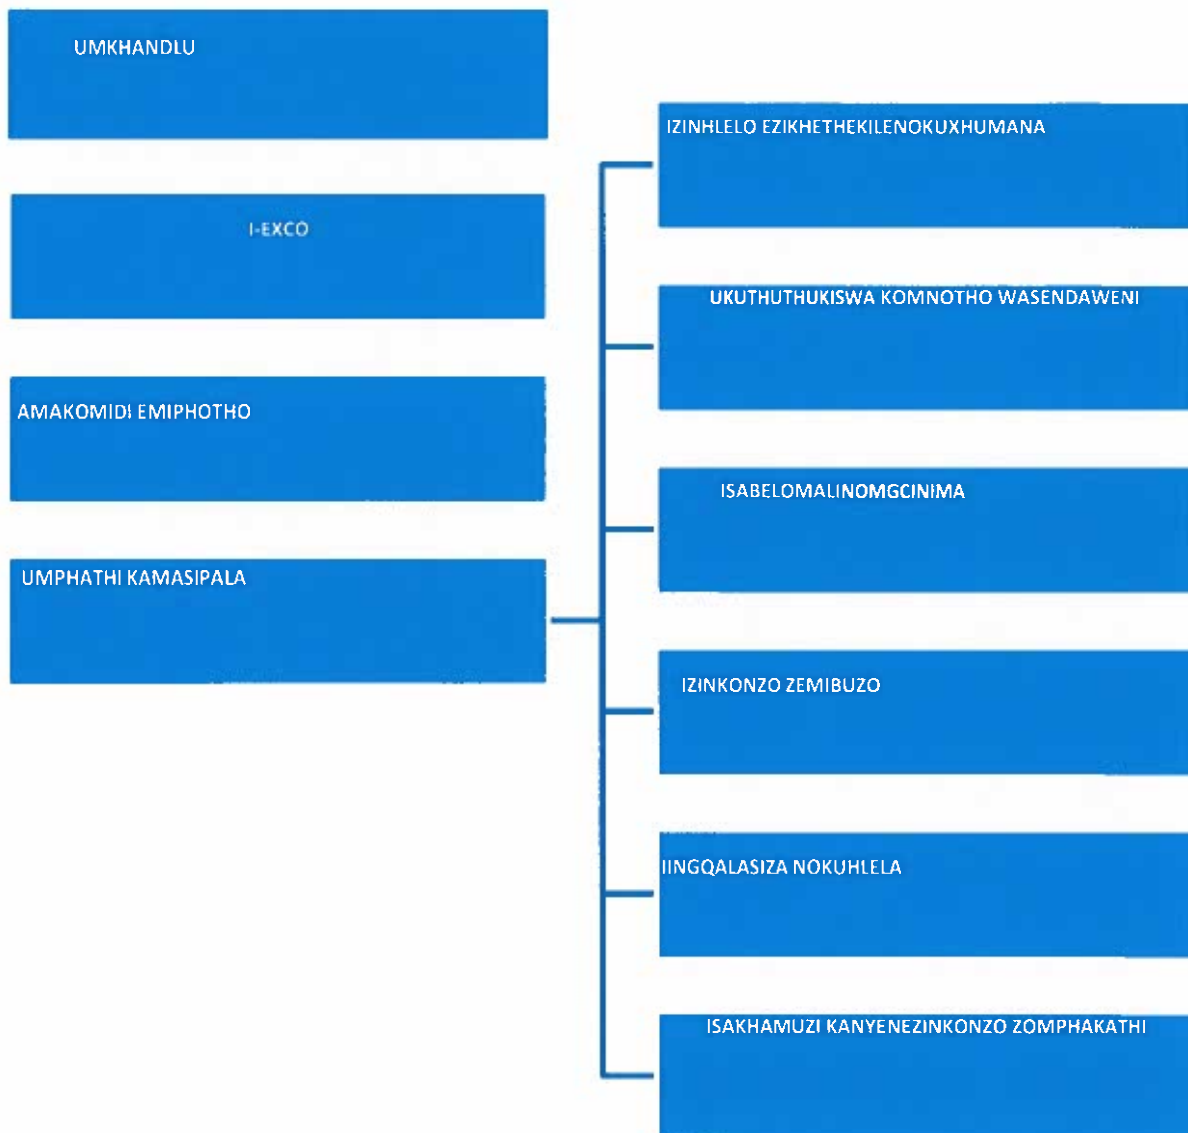 UMKHANDLU
I-EXCO
AMAKOMIDI EMIPHOTHO
UMPHATHI KAMASIPALA
IZINHLELO EZIKHETHEKILENOKUXHUMANA
UKUTHUTHUKISWA KOMNOTHO WASENDAWENI
ISABELOMALINOMGCINIMA
IZINKONZO ZEMIBUZO
IINGQALASIZA NOKUHLELA
ISAKHAMUZI KANYENEZINKONZO ZOMPHAKATHI